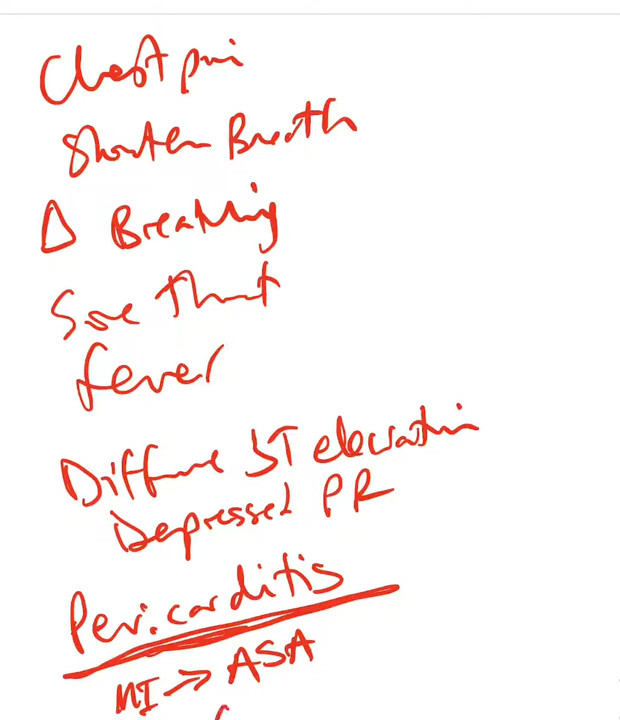 Chest pain
Shorten Breath
Δ Breathing
Sore Throat
fever
Diffuse ST elevation
Depressed PR
Pericarditis
MI → ASA